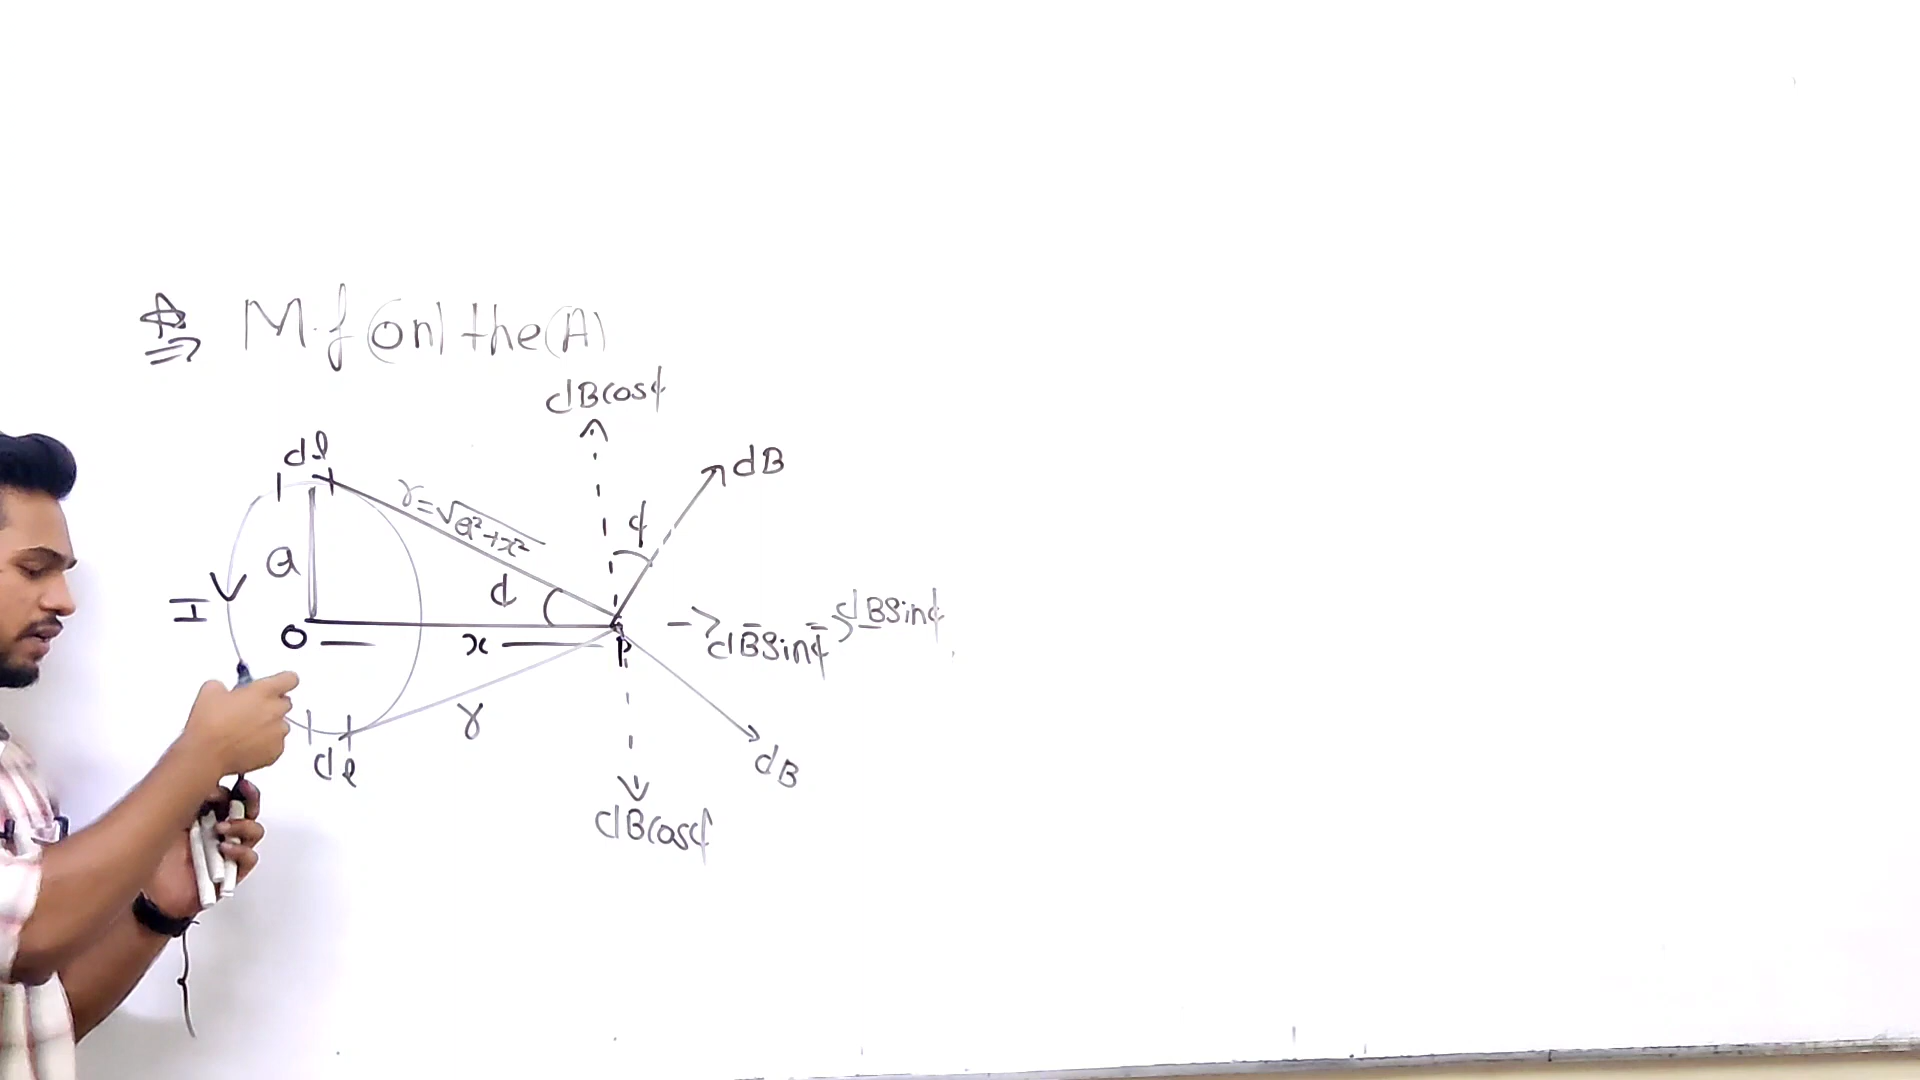 ⇒ M.f (on) the (A)
dBcosϕ
dl
dB
r=√a²+x²
ϕ
a
ϕ
I
dBsinϕ
dBsinϕ
O
x
P
r
dl
dB
dBcosϕ